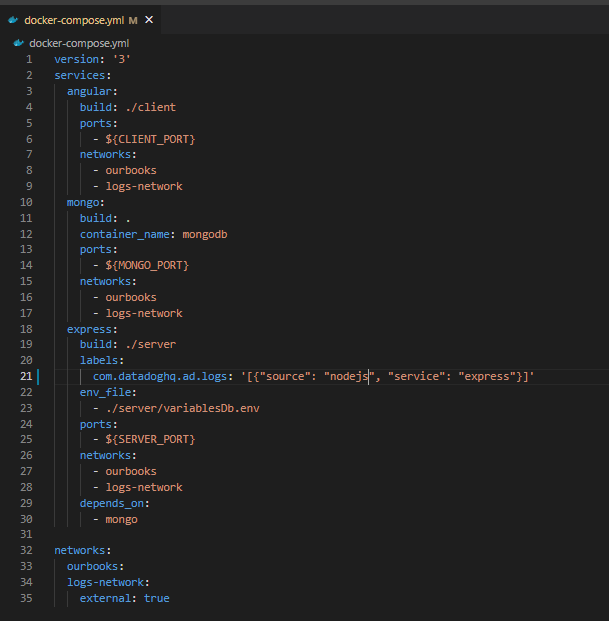 docker-compose.yml M ×
docker-compose.yml
1 version: '3'
2 services:
3   angular:
4     build: ./client
5     ports:
6       - ${CLIENT_PORT}
7     networks:
8       - ourbooks
9       - logs-network
10   mongo:
11     build: .
12     container_name: mongodb
13     ports:
14       - ${MONGO_PORT}
15     networks:
16       - ourbooks
17       - logs-network
18   express:
19     build: ./server
20     labels:
21       com.datadoghq.ad.logs: '[{"source": "nodejs", "service": "express"}]'
22     env_file:
23       - ./server/variablesDb.env
24     ports:
25       - ${SERVER_PORT}
26     networks:
27       - ourbooks
28       - logs-network
29     depends_on:
30       - mongo
31
32 networks:
33   ourbooks:
34   logs-network:
35     external: true